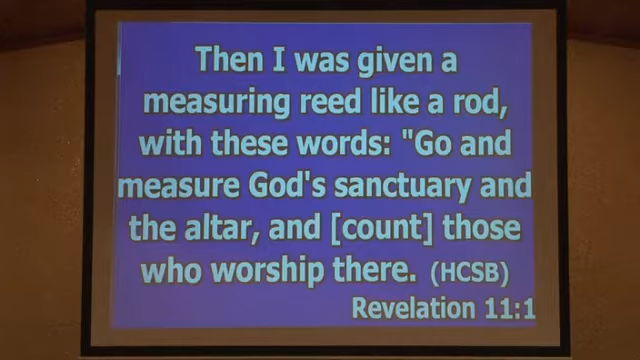 Then I was given a
measuring reed like a rod,
with these words: "Go and
measure God's sanctuary and
the altar, and [count] those
who worship there. (HCSB)
Revelation 11:1